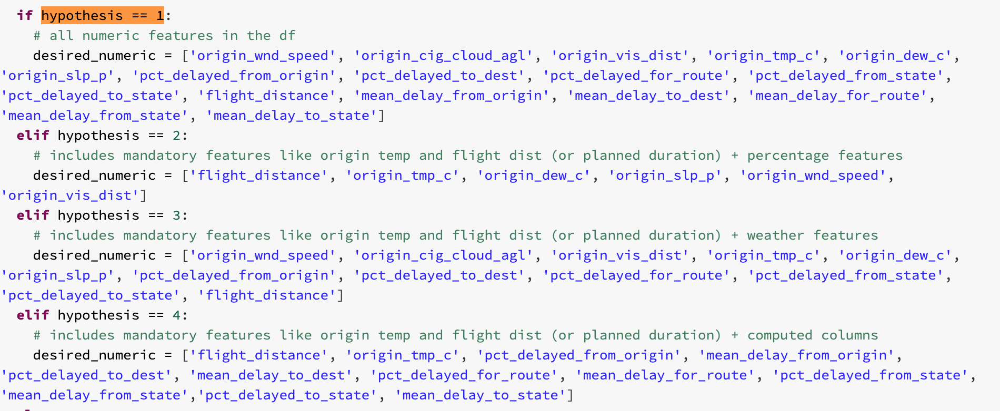 if hypothesis == 1:
# all numeric features in the df
desired_numeric = ['origin_wnd_speed', 'origin_cig_cloud_agl', 'origin_vis_dist', 'origin_tmp_c', 'origin_dew_c',
'origin_slp_p', 'pct_delayed_from_origin', 'pct_delayed_to_dest', 'pct_delayed_for_route', 'pct_delayed_from_state',
'pct_delayed_to_state', 'flight_distance', 'mean_delay_from_origin', 'mean_delay_to_dest', 'mean_delay_for_route',
'mean_delay_from_state', 'mean_delay_to_state']
elif hypothesis == 2:
# includes mandatory features like origin temp and flight dist (or planned duration) + percentage features
desired_numeric = ['flight_distance', 'origin_tmp_c', 'origin_dew_c', 'origin_slp_p', 'origin_wnd_speed',
'origin_vis_dist']
elif hypothesis == 3:
# includes mandatory features like origin temp and flight dist (or planned duration) + weather features
desired_numeric = ['origin_wnd_speed', 'origin_cig_cloud_agl', 'origin_vis_dist', 'origin_tmp_c', 'origin_dew_c',
'origin_slp_p', 'pct_delayed_from_origin', 'pct_delayed_to_dest', 'pct_delayed_for_route', 'pct_delayed_from_state',
'pct_delayed_to_state', 'flight_distance']
elif hypothesis == 4:
# includes mandatory features like origin temp and flight dist (or planned duration) + computed columns
desired_numeric = ['flight_distance', 'origin_tmp_c', 'pct_delayed_from_origin', 'mean_delay_from_origin',
'pct_delayed_to_dest', 'mean_delay_to_dest', 'pct_delayed_for_route', 'mean_delay_for_route', 'pct_delayed_from_state',
'mean_delay_from_state','pct_delayed_to_state', 'mean_delay_to_state']